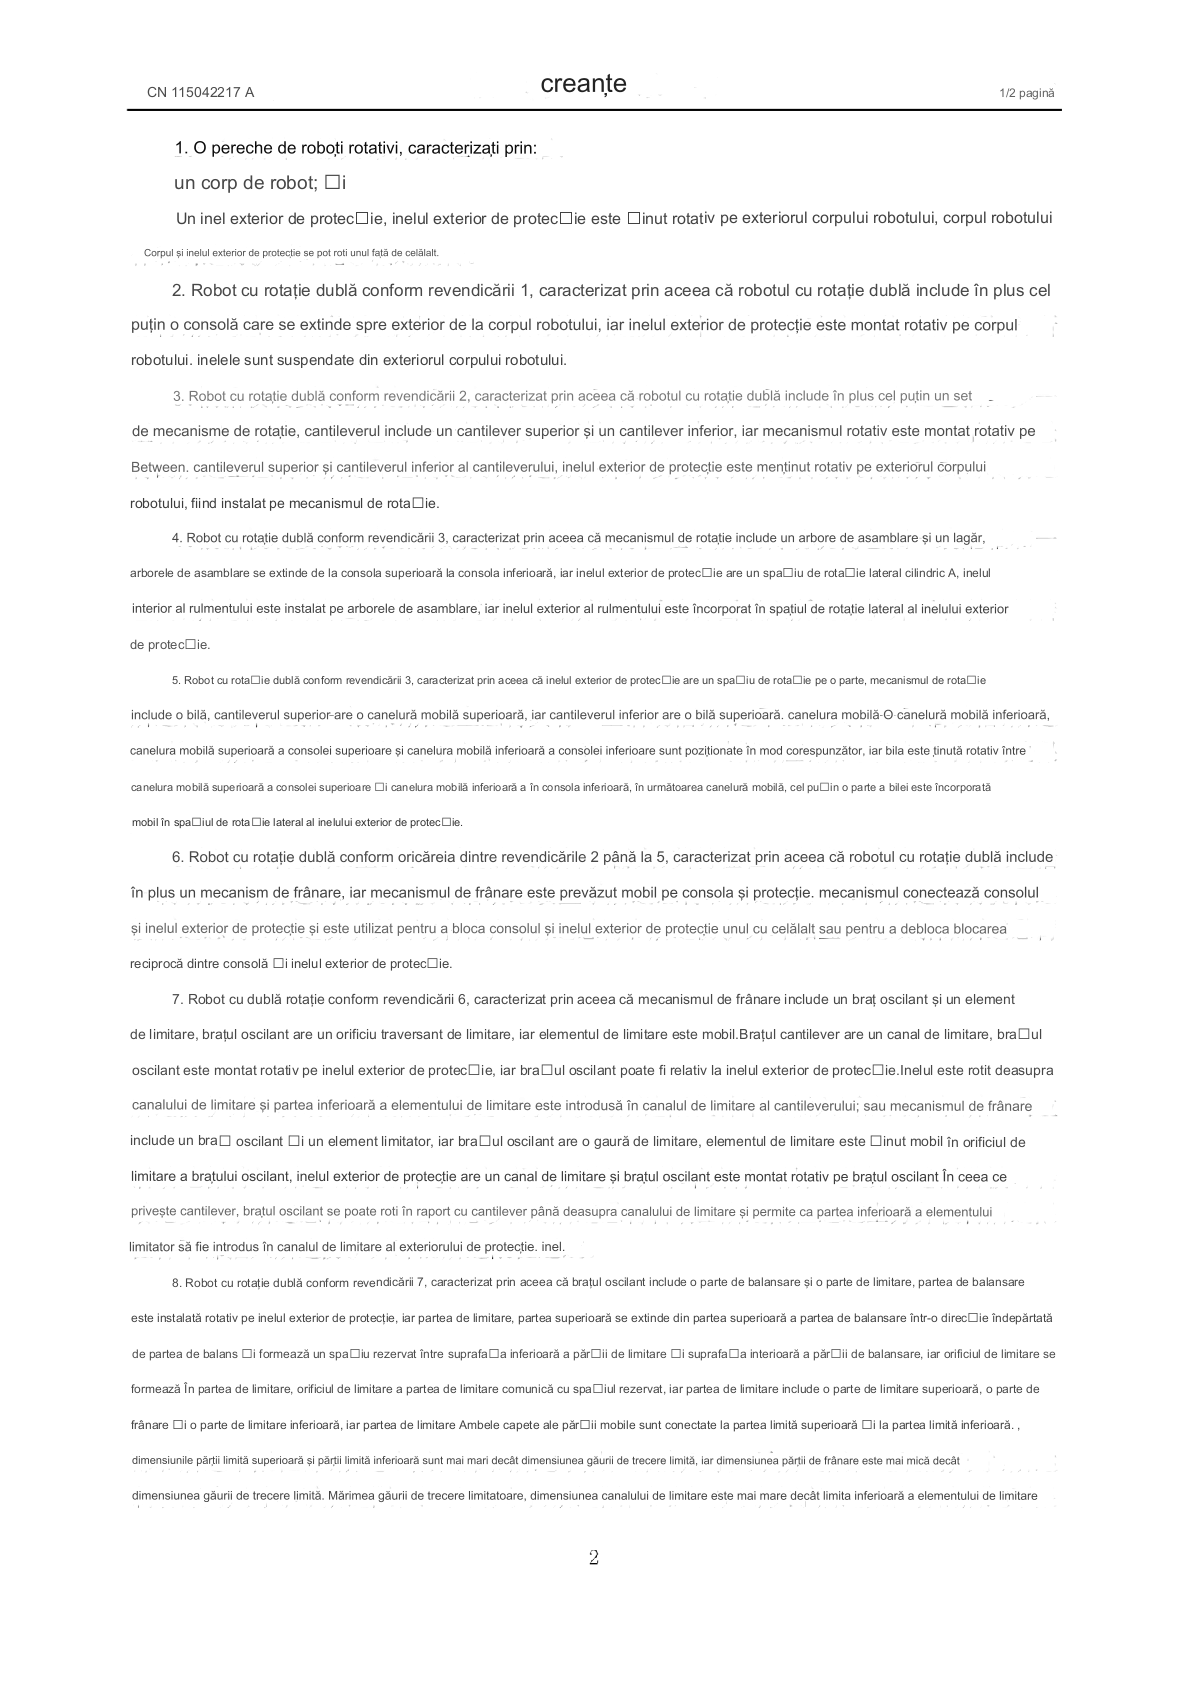 CN 115042217 A
creanțe
1/2 pagină
1. O pereche de roboți rotativi, caracterizați prin:
un corp de robot; □i
Un inel exterior de protec□ie, inelul exterior de protec□ie este □inut rotativ pe exteriorul corpului robotului, corpul robotului
Corpul și inelul exterior de protecție se pot roti unul față de celălalt.
2. Robot cu rotație dublă conform revendicării 1, caracterizat prin aceea că robotul cu rotație dublă include în plus cel
puțin o consolă care se extinde spre exterior de la corpul robotului, iar inelul exterior de protecție este montat rotativ pe corpul
robotului. inelele sunt suspendate din exteriorul corpului robotului.
3. Robot cu rotație dublă conform revendicării 2, caracterizat prin aceea că robotul cu rotație dublă include în plus cel puțin un set
de mecanisme de rotație, cantileverul include un cantilever superior și un cantilever inferior, iar mecanismul rotativ este montat rotativ pe
Between. cantileverul superior și cantileverul inferior al cantileverului, inelul exterior de protecție este menținut rotativ pe exteriorul corpului
robotului, fiind instalat pe mecanismul de rota□ie.
4. Robot cu rotație dublă conform revendicării 3, caracterizat prin aceea că mecanismul de rotație include un arbore de asamblare și un lagăr,
arborele de asamblare se extinde de la consola superioară la consola inferioară, iar inelul exterior de protec□ie are un spa□iu de rota□ie lateral cilindric A, inelul
interior al rulmentului este instalat pe arborele de asamblare, iar inelul exterior al rulmentului este încorporat în spațiul de rotație lateral al inelului exterior
de protec□ie.
5. Robot cu rota□ie dublă conform revendicării 3, caracterizat prin aceea că inelul exterior de protec□ie are un spa□iu de rota□ie pe o parte, mecanismul de rota□ie
include o bilă, cantileverul superior are o canelură mobilă superioară, iar cantileverul inferior are o bilă superioară. canelura mobilă O canelură mobilă inferioară,
canelura mobilă superioară a consolei superioare și canelura mobilă inferioară a consolei inferioare sunt poziționate în mod corespunzător, iar bila este ținută rotativ între
canelura mobilă superioară a consolei superioare □i canelura mobilă inferioară a în consola inferioară, în următoarea canelură mobilă, cel pu□in o parte a bilei este încorporată
mobil în spa□iul de rota□ie lateral al inelului exterior de protec□ie.
6. Robot cu rotație dublă conform oricăreia dintre revendicările 2 până la 5, caracterizat prin aceea că robotul cu rotație dublă include
în plus un mecanism de frânare, iar mecanismul de frânare este prevăzut mobil pe consola și protecție. mecanismul conectează consolul
și inelul exterior de protecție și este utilizat pentru a bloca consolul și inelul exterior de protecție unul cu celălalt sau pentru a debloca blocarea
reciprocă dintre consolă □i inelul exterior de protec□ie.
7. Robot cu dublă rotație conform revendicării 6, caracterizat prin aceea că mecanismul de frânare include un braț oscilant și un element
de limitare, brațul oscilant are un orificiu traversant de limitare, iar elementul de limitare este mobil.Brațul cantilever are un canal de limitare, bra□ul
oscilant este montat rotativ pe inelul exterior de protec□ie, iar bra□ul oscilant poate fi relativ la inelul exterior de protec□ie.Inelul este rotit deasupra
canalului de limitare și partea inferioară a elementului de limitare este introdusă în canalul de limitare al cantileverului; sau mecanismul de frânare
include un bra□ oscilant □i un element limitator, iar bra□ul oscilant are o gaură de limitare, elementul de limitare este □inut mobil în orificiul de
limitare a brațului oscilant, inelul exterior de protecție are un canal de limitare și brațul oscilant este montat rotativ pe brațul oscilant În ceea ce
privește cantilever, brațul oscilant se poate roti în raport cu cantilever până deasupra canalului de limitare și permite ca partea inferioară a elementului
limitator să fie introdus în canalul de limitare al exteriorului de protecție. inel.
8. Robot cu rotație dublă conform revendicării 7, caracterizat prin aceea că brațul oscilant include o parte de balansare și o parte de limitare, partea de balansare
este instalată rotativ pe inelul exterior de protecție, iar partea de limitare, partea superioară se extinde din partea superioară a partea de balansare într-o direc□ie îndepărtată
de partea de balans □i formează un spa□iu rezervat între suprafa□a inferioară a păr□ii de limitare □i suprafa□a interioară a păr□ii de balansare, iar orificiul de limitare se
formează În partea de limitare, orificiul de limitare a partea de limitare comunică cu spa□iul rezervat, iar partea de limitare include o parte de limitare superioară, o parte de
frânare □i o parte de limitare inferioară, iar partea de limitare Ambele capete ale păr□ii mobile sunt conectate la partea limită superioară □i la partea limită inferioară. ,
dimensiunile părții limită superioară și părții limită inferioară sunt mai mari decât dimensiunea găurii de trecere limită, iar dimensiunea părții de frânare este mai mică decât
dimensiunea găurii de trecere limită. Mărimea găurii de trecere limitatoare, dimensiunea canalului de limitare este mai mare decât limita inferioară a elementului de limitare
2